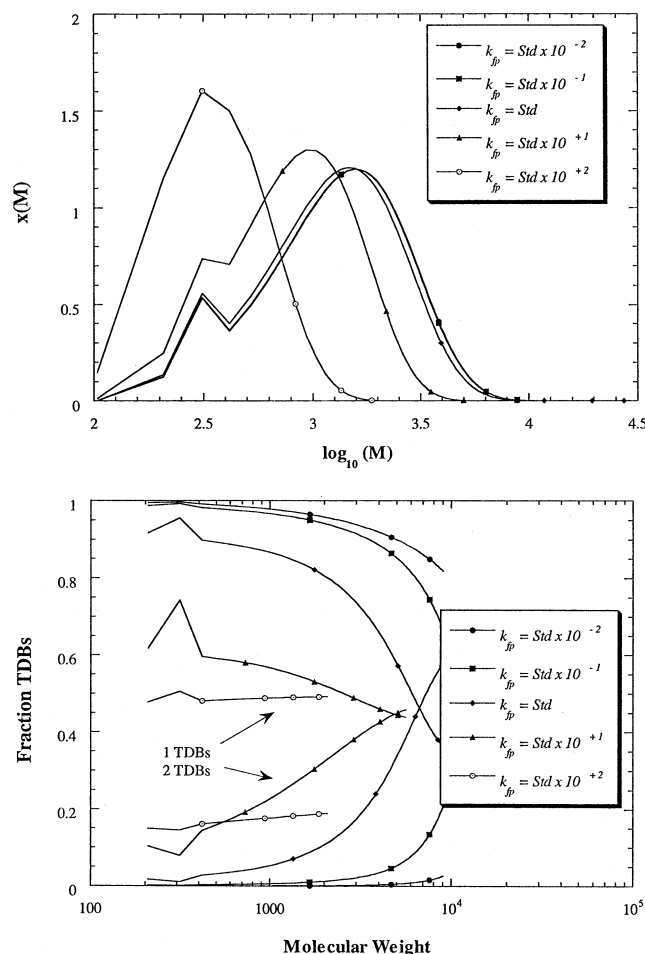 2
1.5
1
0.5
0
x(M)
k_fp = Std x 10 ^-2
k_fp = Std x 10 ^-1
k_fp = Std
k_fp = Std x 10 ^+1
k_fp = Std x 10 ^+2
2 2.5 3 3.5 4 4.5
log_10 (M)
1
0.8
0.6
0.4
0.2
0
Fraction TDBs
1 TDBs
2 TDBs
k_fp = Std x 10 ^-2
k_fp = Std x 10 ^-1
k_fp = Std
k_fp = Std x 10 ^+1
k_fp = Std x 10 ^+2
100 1000 10^4 10^5
Molecular Weight